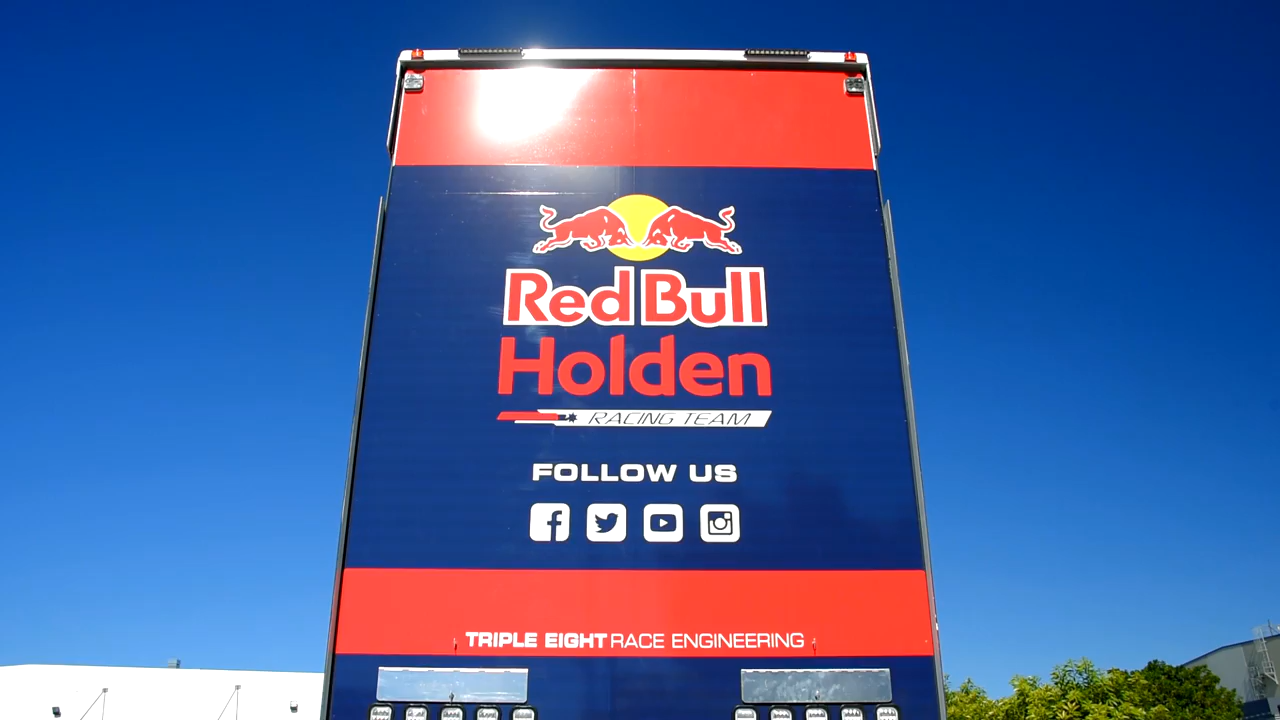 Red Bull
Holden
RACING TEAM
FOLLOW US
TRIPLE EIGHT RACE ENGINEERING